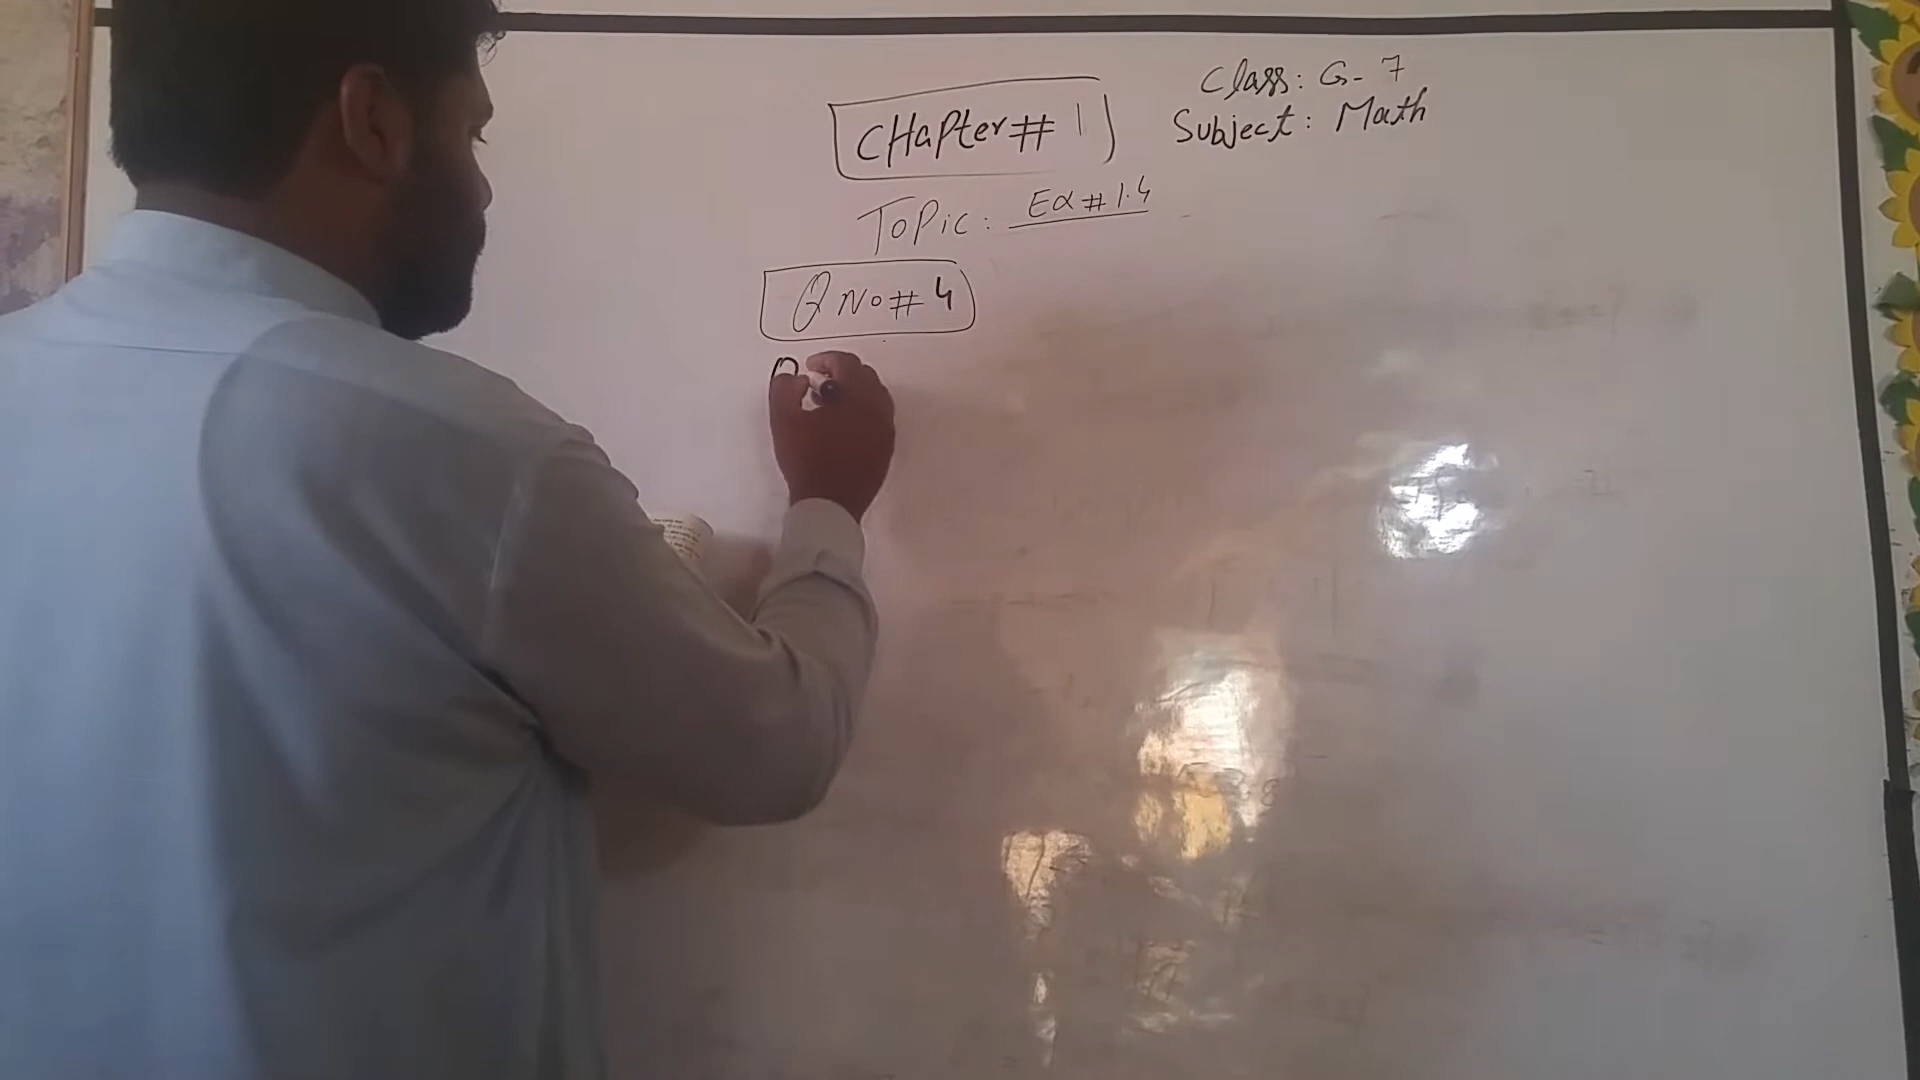 Class: G-7
Subject: Math
CHaPter# 1
ToPic: Ex#1.4
Q No# 4